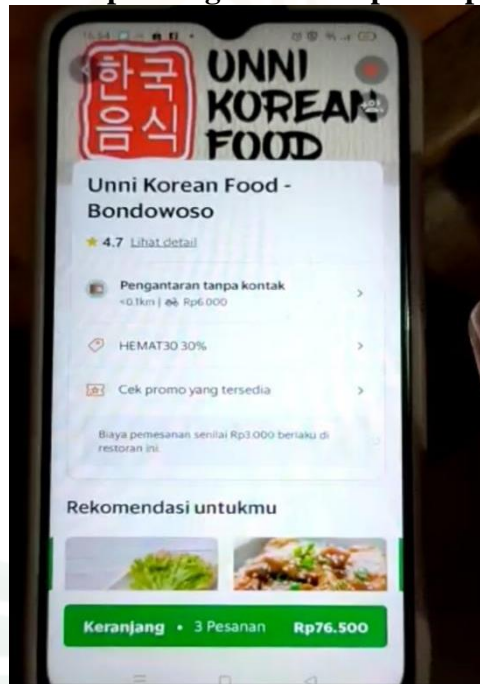 한국
음식
UNNI
KOREAN
FOOD
Unni Korean Food -
Bondowoso
4.7 Lihat detail
Pengantaran tanpa kontak
<0.1km | Rp6.000
HEMAT30 30%
Cek promo yang tersedia
Biaya pemesanan senilai Rp3.000 berlaku di
restoran ini.
Rekomendasi untukmu
Keranjang • 3 Pesanan Rp76.500